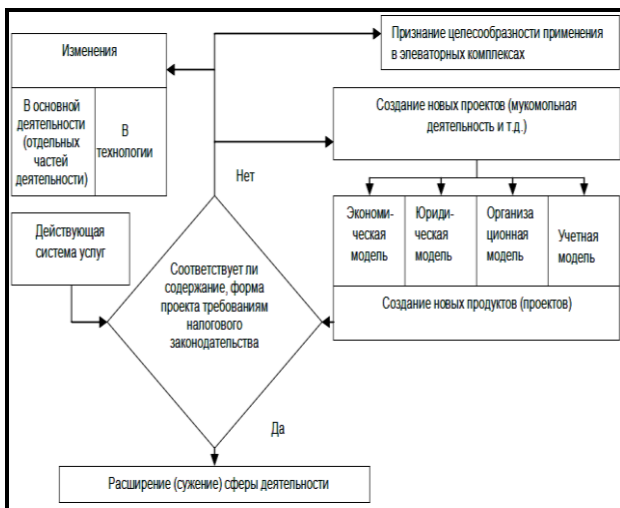 Признание целесообразности применения
в элеваторных комплексах
Изменения
В основной
деятельности
(отдельных
частей
деятельности)
В
технологии
Создание новых проектов (мукомольная
деятельность и т.д.)
Нет
Экономи-
ческая
модель
Юриди-
ческая
модель
Организа
ционная
модель
Учетная
модель
Действующая
система услуг
Соответствует ли
содержание, форма
проекта требованиям
налогового
законодательства
Создание новых продуктов (проектов)
Да
Расширение (сужение) сферы деятельности